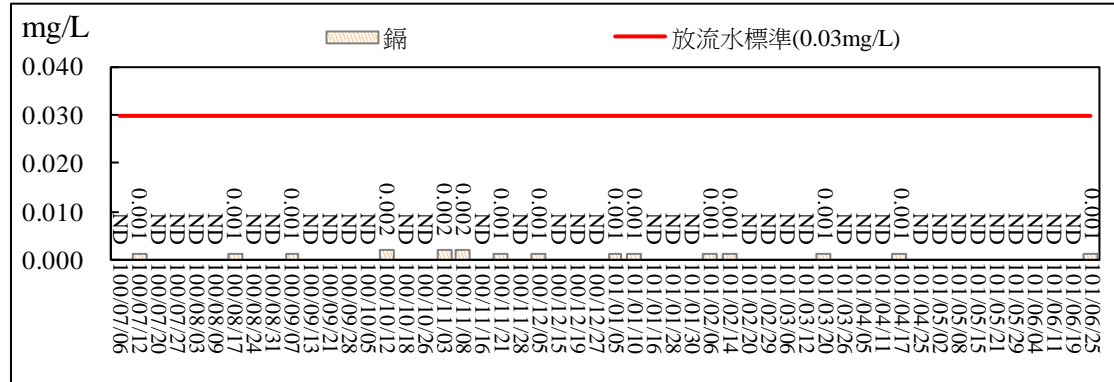 mg/L
鎘
放流水標準(0.03mg/L)
0.040
0.030
0.020
0.010
0.000
ND
0.001
ND
ND
ND
ND
0.001
ND
ND
0.001
ND
ND
ND
ND
0.002
ND
ND
0.002
0.002
ND
0.001
ND
0.001
ND
ND
ND
0.001
0.001
ND
ND
ND
0.001
0.001
ND
ND
ND
ND
0.001
ND
ND
ND
0.001
ND
ND
ND
ND
ND
ND
ND
ND
ND
0.001
100/07/06
100/07/12
100/07/20
100/07/27
100/08/03
100/08/09
100/08/17
100/08/24
100/08/31
100/09/07
100/09/13
100/09/21
100/09/28
100/10/05
100/10/12
100/10/18
100/10/26
100/11/03
100/11/08
100/11/16
100/11/21
100/11/28
100/12/05
100/12/15
100/12/19
100/12/27
101/01/05
101/01/10
101/01/16
101/01/28
101/01/30
101/02/06
101/02/14
101/02/20
101/02/29
101/03/06
101/03/12
101/03/20
101/03/26
101/04/05
101/04/11
101/04/17
101/04/25
101/05/02
101/05/08
101/05/15
101/05/21
101/05/29
101/06/04
101/06/11
101/06/19
101/06/25